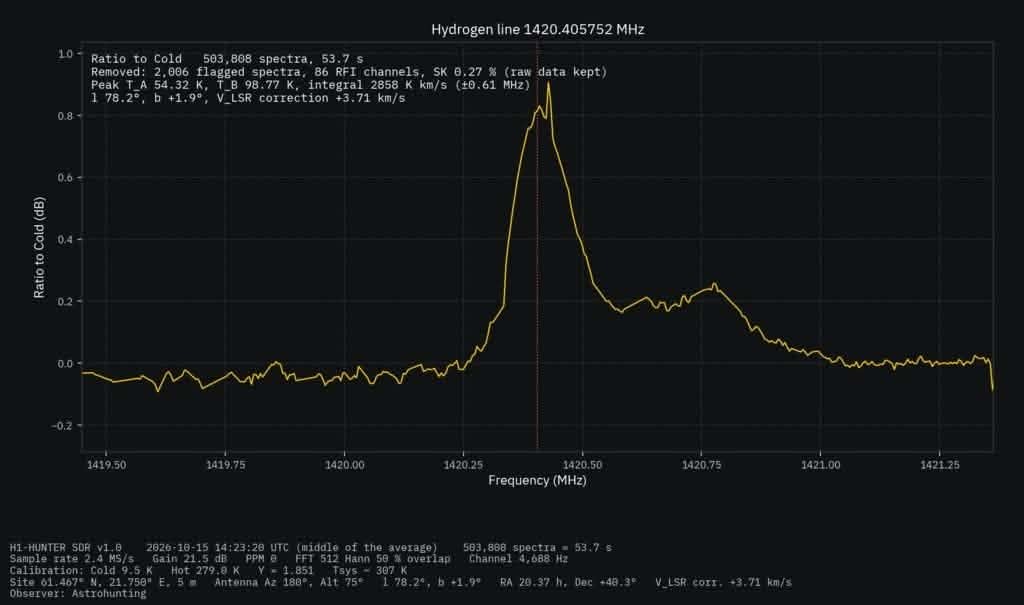 Hydrogen line 1420.405752 MHz
Ratio to Cold   503,808 spectra, 53.7 s
Removed: 2,006 flagged spectra, 86 RFI channels, SK 0.27 % (raw data kept)
Peak T_A 54.32 K, T_B 98.77 K, integral 2858 K km/s (±0.61 MHz)
l 78.2°, b +1.9°, V_LSR correction +3.71 km/s
Ratio to Cold (dB)
1.0
0.8
0.6
0.4
0.2
0.0
−0.2
1419.50 1419.75 1420.00 1420.25 1420.50 1420.75 1421.00 1421.25
Frequency (MHz)
H1-HUNTER SDR v1.0   2026-10-15 14:23:20 UTC (middle of the average)   503,808 spectra = 53.7 s
Sample rate 2.4 MS/s   Gain 21.5 dB   PPM 0   FFT 512 Hann 50 % overlap   Channel 4,688 Hz
Calibration: Cold 9.5 K   Hot 279.0 K   Y = 1.851   Tsys = 307 K
Site 61.467° N, 21.750° E, 5 m   Antenna Az 180°, Alt 75°   l 78.2°, b +1.9°   RA 20.37 h, Dec +40.3°   V_LSR corr. +3.71 km/s
Observer: Astrohunting